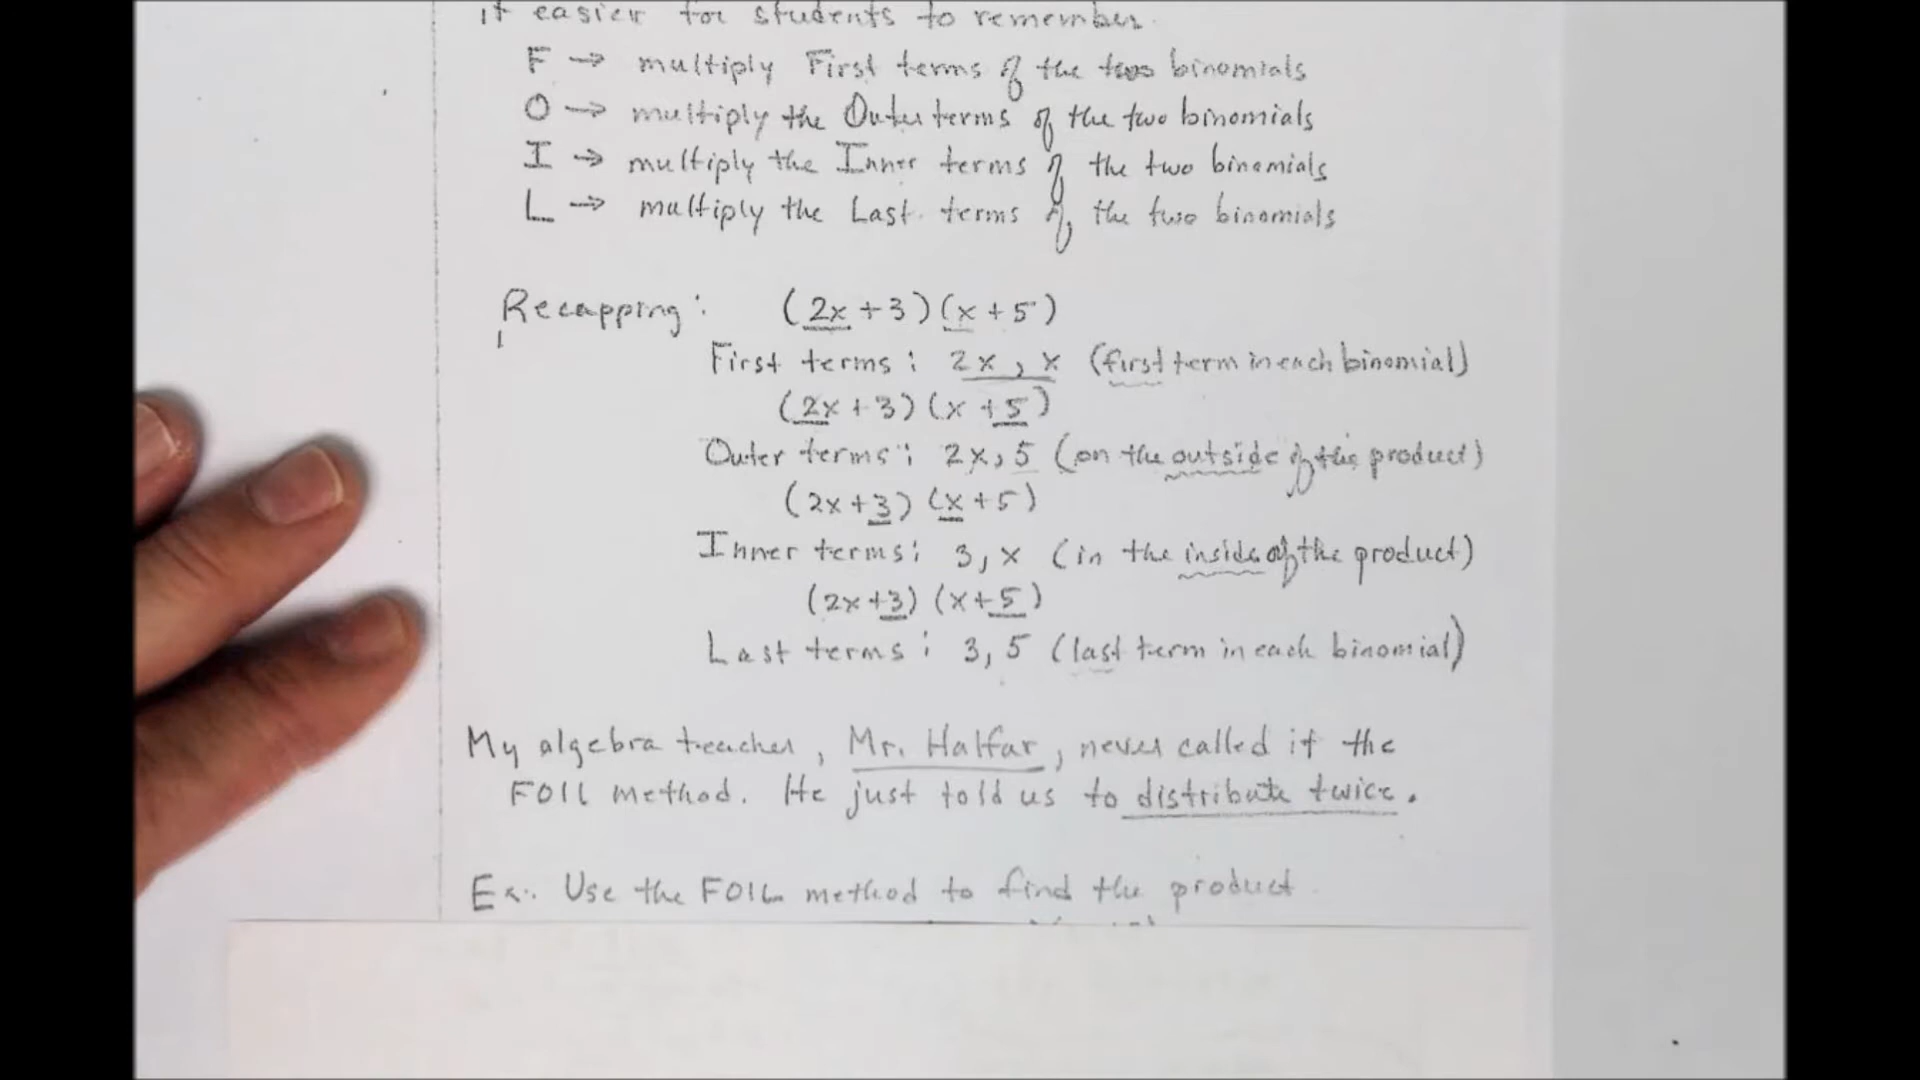 it easier for students to remember.
F → multiply First terms of the two binomials
O → multiply the Outer terms of the two binomials
I → multiply the Inner terms of the two binomials
L → multiply the Last terms of the two binomials
Recapping: (2x+3)(x+5)
First terms: 2x, x (first term in each binomial)
(2x+3)(x+5)
Outer terms: 2x, 5 (on the outside of the product)
(2x+3)(x+5)
Inner terms: 3, x (in the inside of the product)
(2x+3)(x+5)
Last terms: 3, 5 (last term in each binomial)
My algebra teacher, Mr. Halfar, never called it the
FOIL method. He just told us to distribute twice.
Ex: Use the FOIL method to find the product